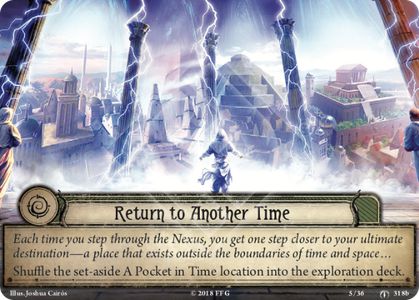 Return to Another Time
Each time you step through the Nexus, you get one step closer to your ultimate
destination—a place that exists outside the boundaries of time and space…
Shuffle the set-aside A Pocket in Time location into the exploration deck.
Illus. Joshua Cairós
© 2018 FFG
5/36
318b